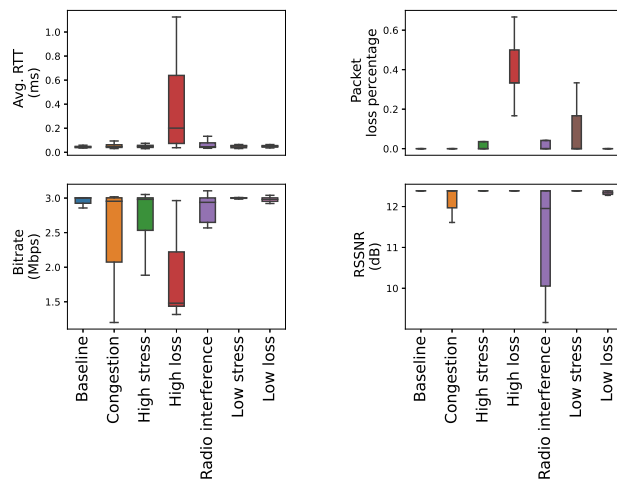 Avg. RTT
(ms)
1.0
0.8
0.6
0.4
0.2
0.0
Packet
loss percentage
0.6
0.4
0.2
0.0
Bitrate
(Mbps)
3.0
2.5
2.0
1.5
Baseline
Congestion
High stress
High loss
Radio interference
Low stress
Low loss
RSSNR
(dB)
12
11
10
Baseline
Congestion
High stress
High loss
Radio interference
Low stress
Low loss